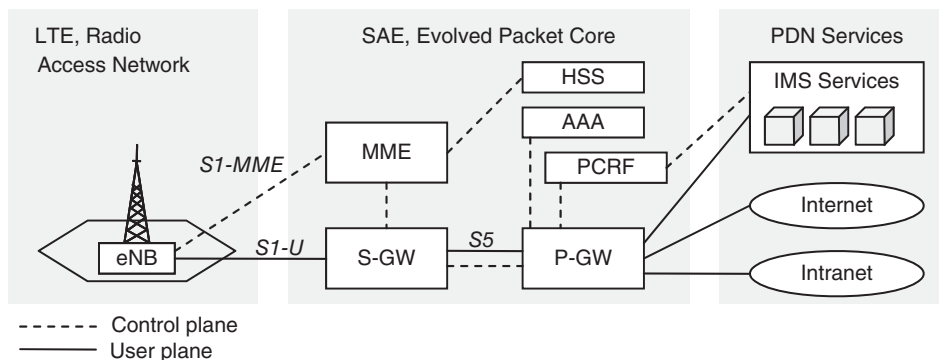 LTE, Radio
Access Network
SAE, Evolved Packet Core
PDN Services
HSS
IMS Services
AAA
MME
PCRF
S1-MME
Internet
eNB
S1-U
S-GW
S5
P-GW
Intranet
Control plane
User plane